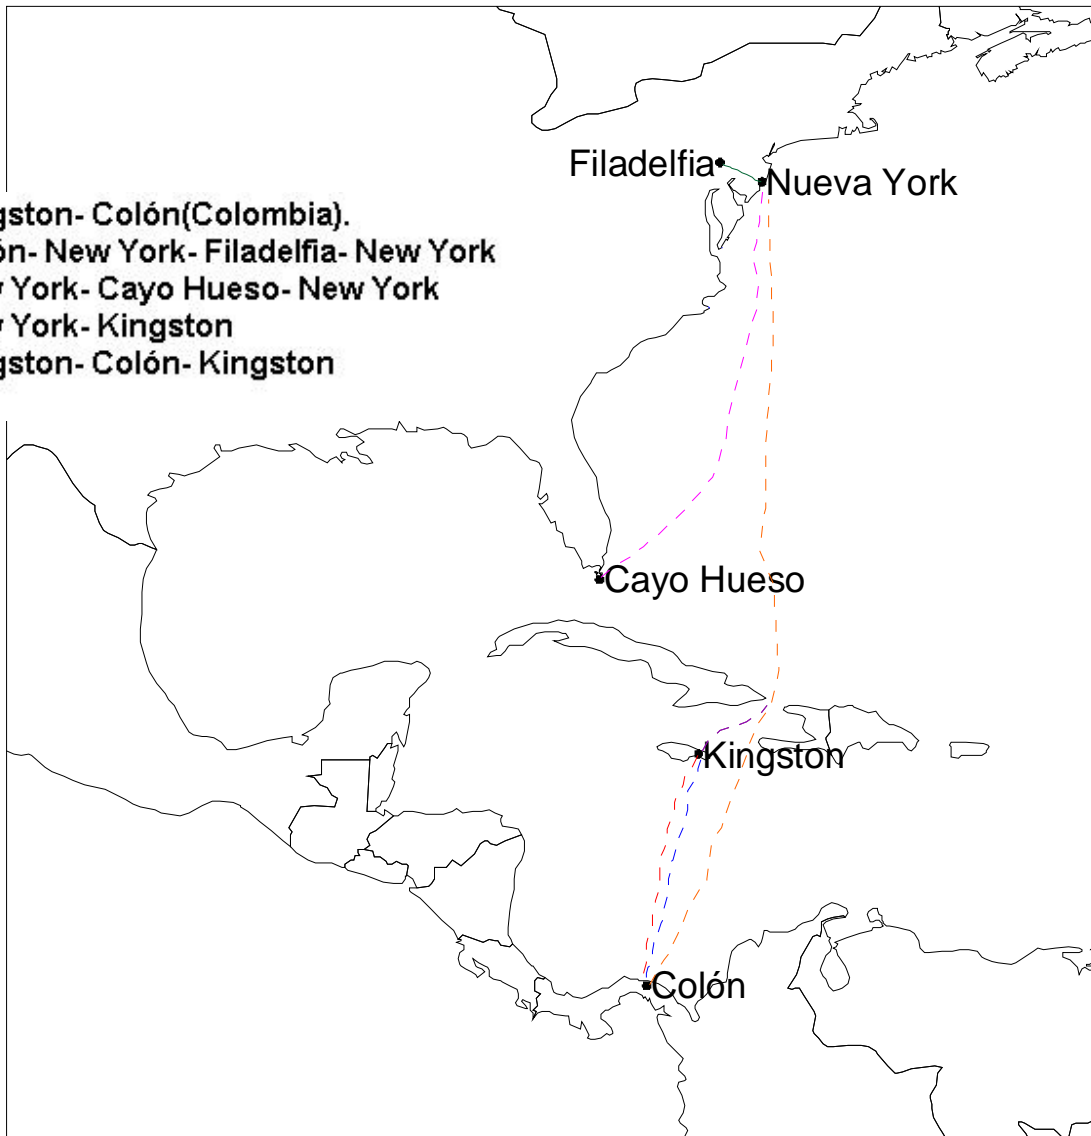 Filadelfia
Nueva York
gston- Colón(Colombia).
ón- New York- Filadelfia- New York
York- Cayo Hueso- New York
York- Kingston
gston- Colón- Kingston
Cayo Hueso
Kingston
Colón